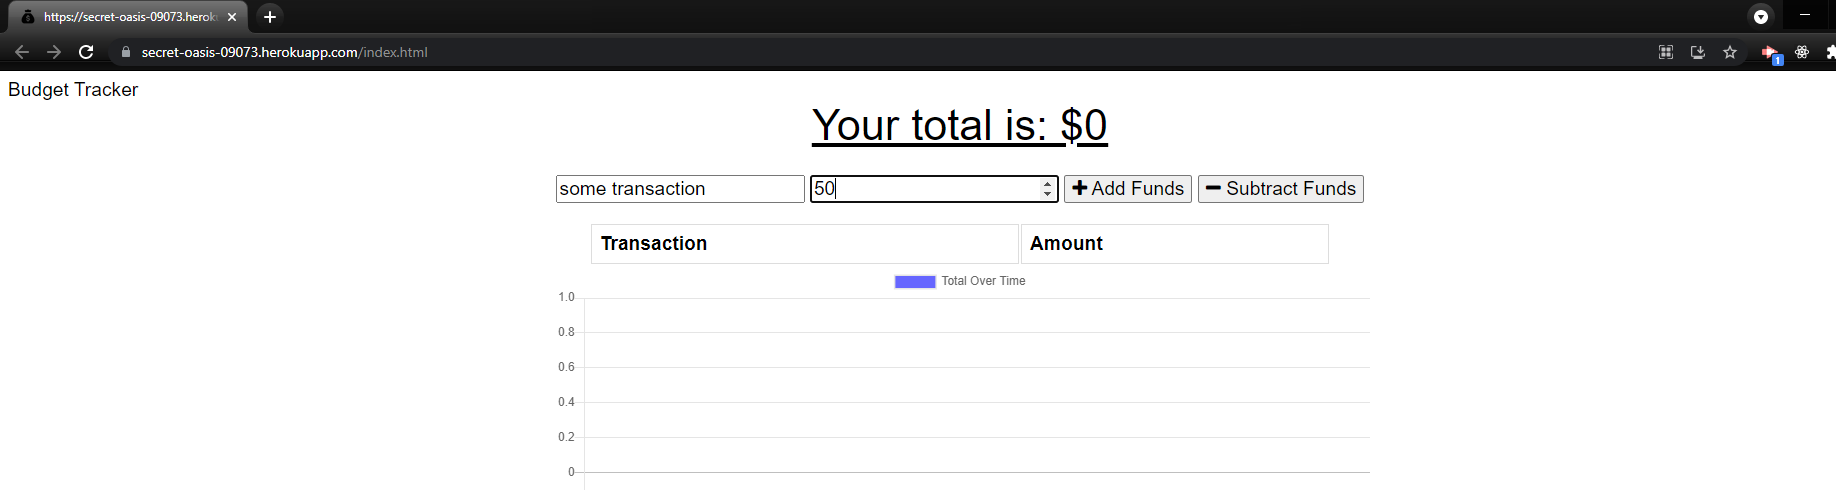 https://secret-oasis-09073.herok
secret-oasis-09073.herokuapp.com/index.html
1
Budget Tracker
Your total is: $0
some transaction 50 Add Funds Subtract Funds
Transaction Amount
Total Over Time
1.0
0.8
0.6
0.4
0.2
0